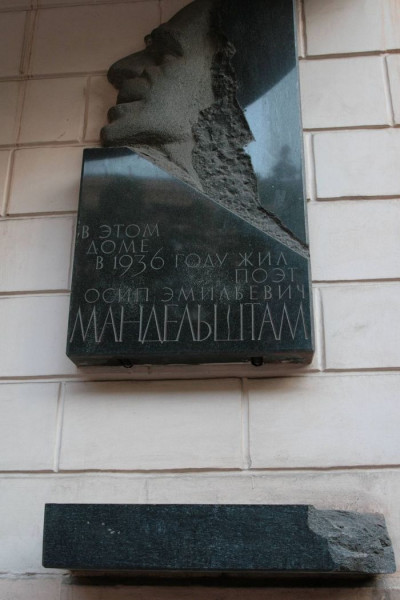 В ЭТОМ
ДОМЕ
В 1936 ГОДУ ЖИЛ
ПОЭТ
ОСИП ЭМИЛЬЕВИЧ
МАНДЕЛЬШТАМ